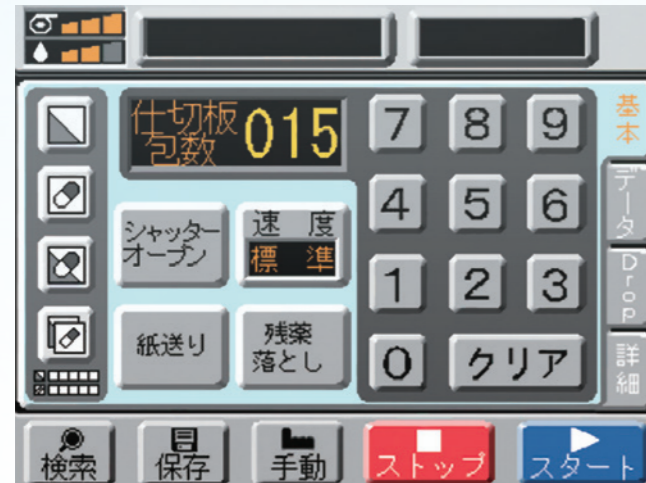 仕切板
包数
015
7 8 9
4 5 6
1 2 3
0 クリア
シャッター
オープン
速度
標準
紙送り
残薬
落とし
基本
データ
Drop
詳細
検索
保存
手動
ストップ
スタート